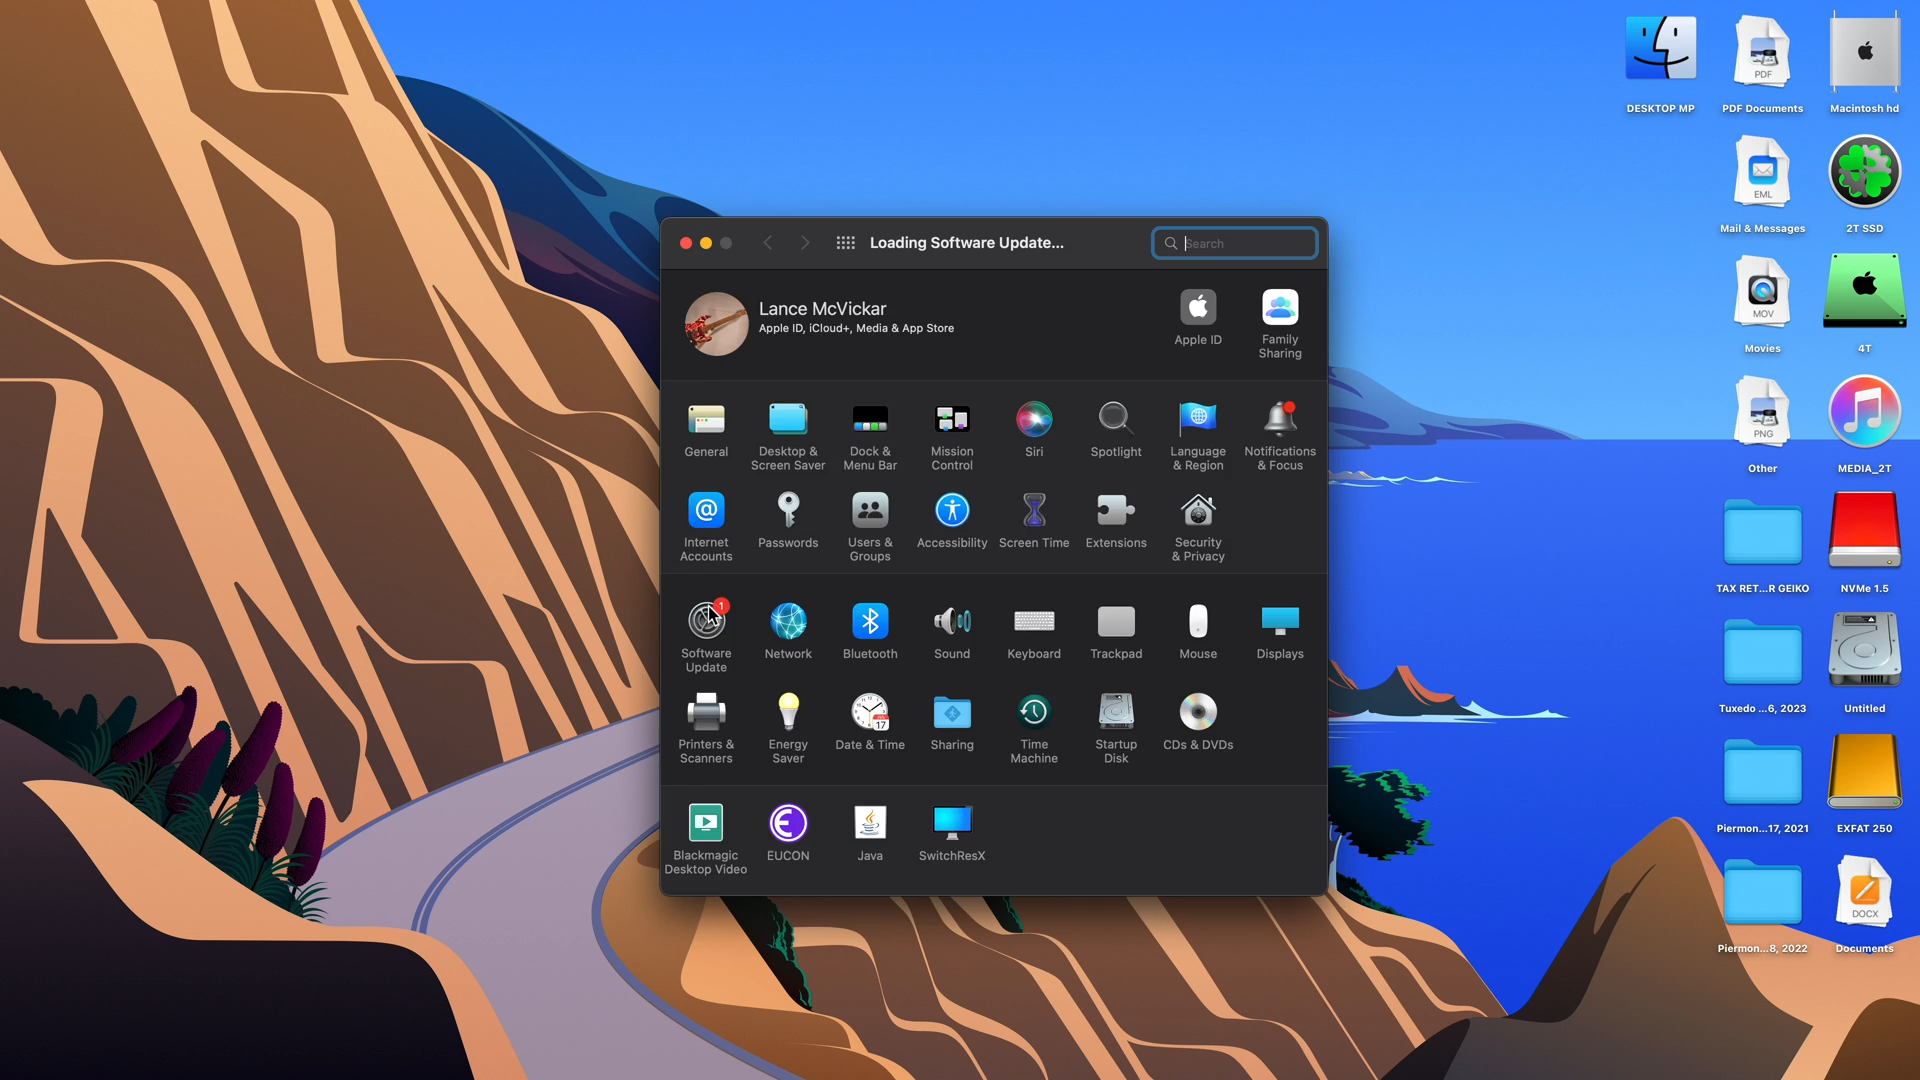 Loading Software Update...
Search
Lance McVickar
Apple ID, iCloud+, Media & App Store
Apple ID
Family
Sharing
General
Desktop &
Screen Saver
Dock &
Menu Bar
Mission
Control
Siri
Spotlight
Language
& Region
Notifications
& Focus
Internet
Accounts
Passwords
Users &
Groups
Accessibility
Screen Time
Extensions
Security
& Privacy
1
Software
Update
Network
Bluetooth
Sound
Keyboard
Trackpad
Mouse
Displays
Printers &
Scanners
Energy
Saver
17
Date & Time
Sharing
Time
Machine
Startup
Disk
CDs & DVDs
Blackmagic
Desktop Video
EUCON
Java
SwitchResX
DESKTOP MP
PDF
PDF Documents
Macintosh hd
EML
Mail & Messages
2T SSD
MOV
Movies
4T
PNG
Other
MEDIA_2T
TAX RET...R GEIKO
NVMe 1.5
Tuxedo ...6, 2023
Untitled
Piermon...17, 2021
EXFAT 250
Piermon...8, 2022
DOCX
Documents